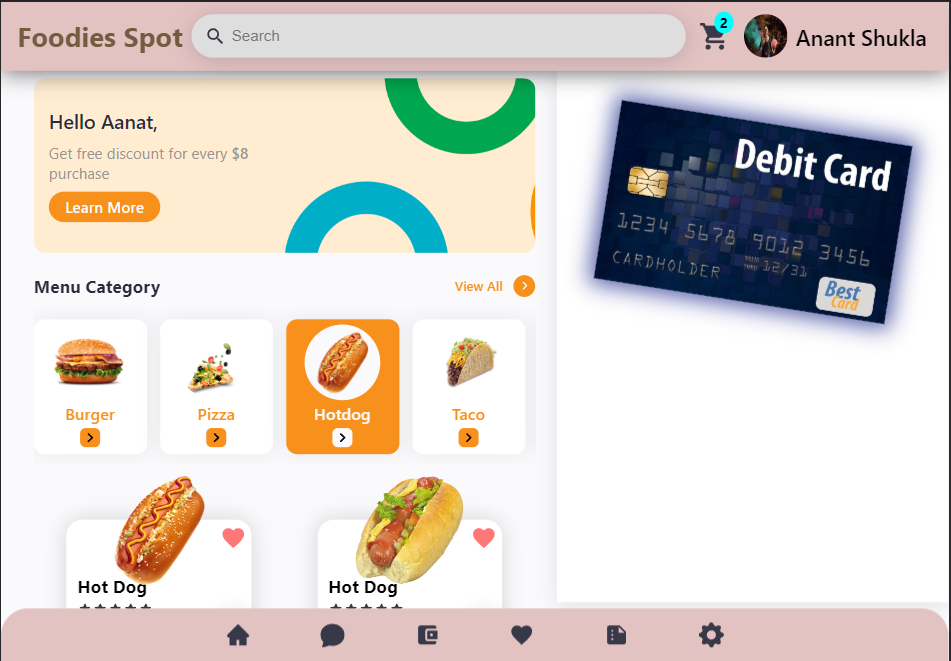 Foodies Spot
Search
2
Anant Shukla
Hello Aanat,
Get free discount for every $8
purchase
Learn More
Debit Card
1234 5678 9012 3456
12/31
CARDHOLDER
Best
Card
Menu Category
View All
Burger
Pizza
Hotdog
Taco
Hot Dog
Hot Dog